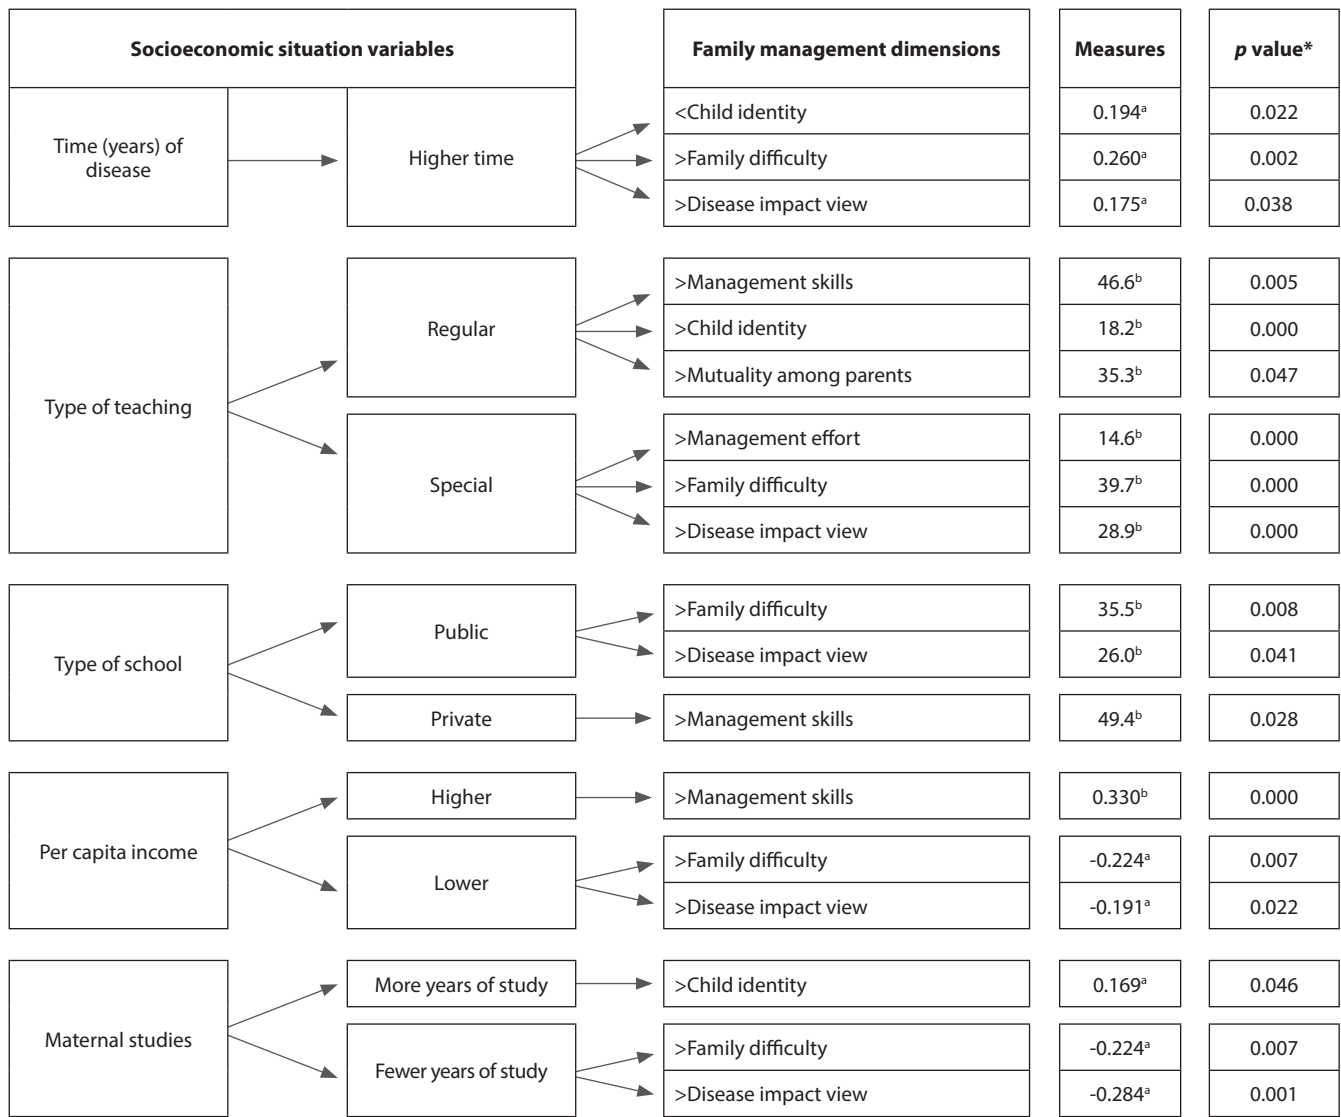 Socioeconomic situation variables Family management dimensions Measures p value*
Time (years) of
disease
Higher time
<Child identity 0.194ᵃ 0.022
>Family difficulty 0.260ᵃ 0.002
>Disease impact view 0.175ᵃ 0.038
Type of teaching
Regular
>Management skills 46.6ᵇ 0.005
>Child identity 18.2ᵇ 0.000
>Mutuality among parents 35.3ᵇ 0.047
Special
>Management effort 14.6ᵇ 0.000
>Family difficulty 39.7ᵇ 0.000
>Disease impact view 28.9ᵇ 0.000
Type of school
Public
>Family difficulty 35.5ᵇ 0.008
>Disease impact view 26.0ᵇ 0.041
Private >Management skills 49.4ᵇ 0.028
Per capita income
Higher >Management skills 0.330ᵇ 0.000
Lower
>Family difficulty -0.224ᵃ 0.007
>Disease impact view -0.191ᵃ 0.022
Maternal studies
More years of study >Child identity 0.169ᵃ 0.046
Fewer years of study
>Family difficulty -0.224ᵃ 0.007
>Disease impact view -0.284ᵃ 0.001